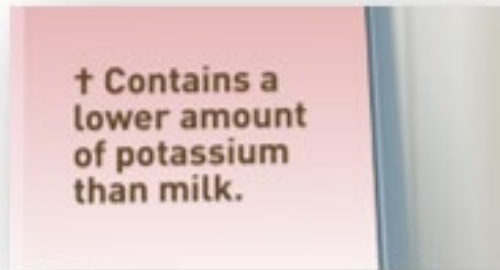 † Contains a
lower amount
of potassium
than milk.